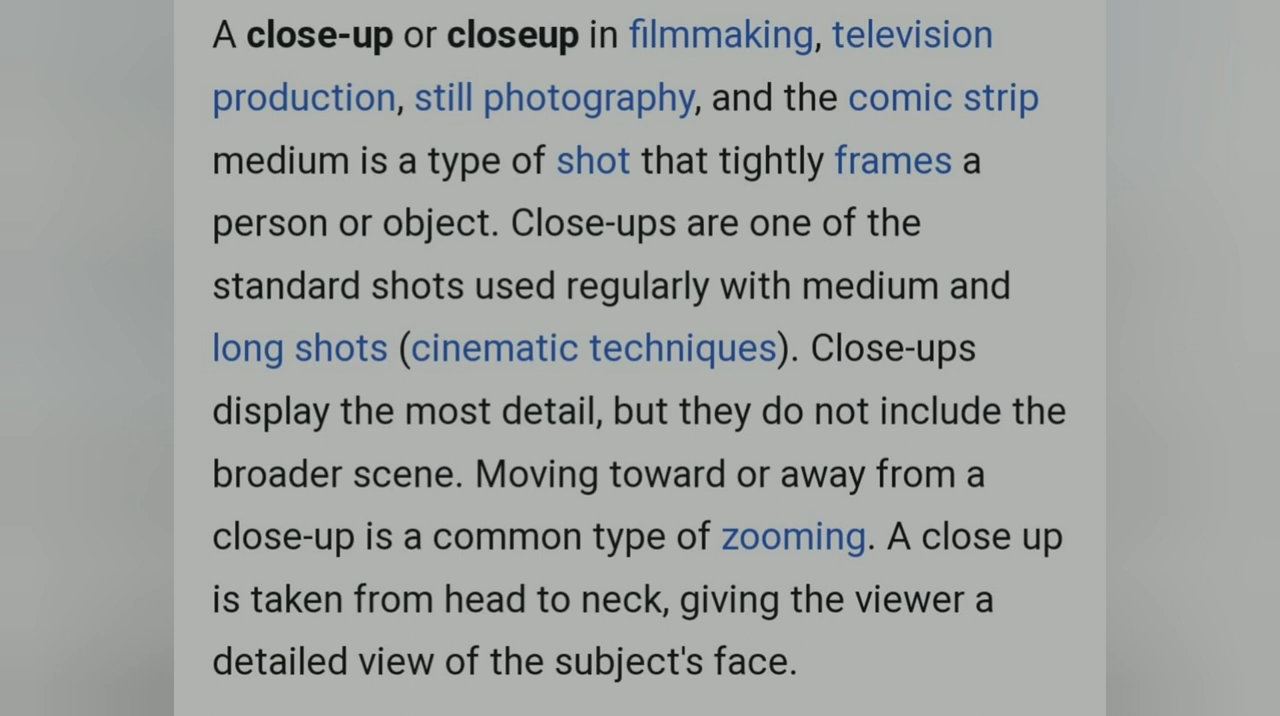 A close-up or closeup in filmmaking, television
production, still photography, and the comic strip
medium is a type of shot that tightly frames a
person or object. Close-ups are one of the
standard shots used regularly with medium and
long shots (cinematic techniques). Close-ups
display the most detail, but they do not include the
broader scene. Moving toward or away from a
close-up is a common type of zooming. A close up
is taken from head to neck, giving the viewer a
detailed view of the subject's face.